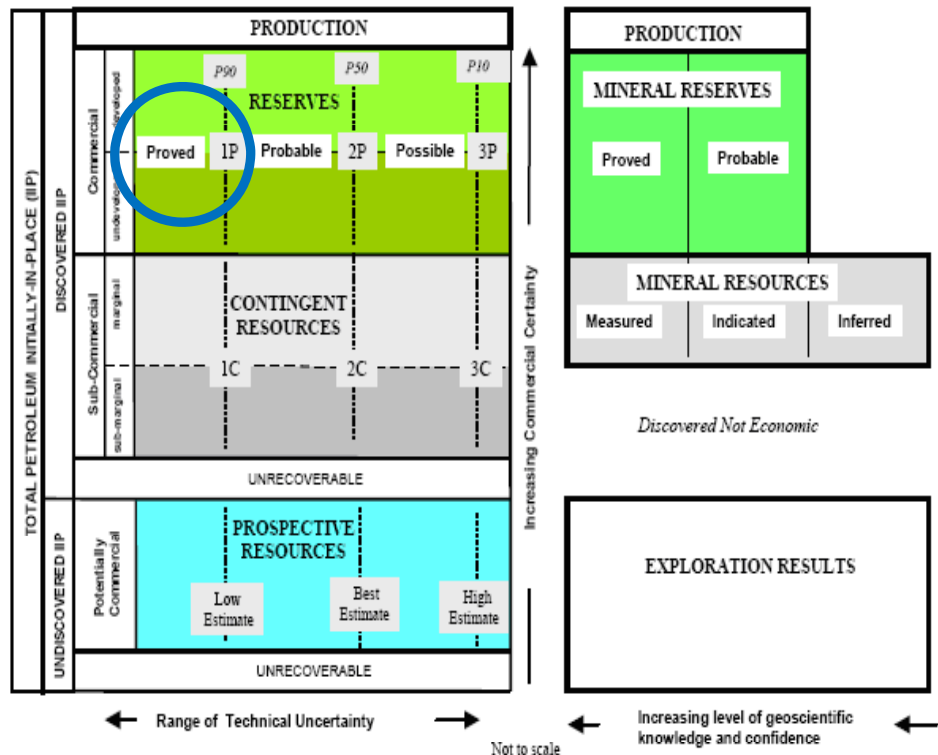 PRODUCTION
P90
P50
P10
RESERVES
Proved
1P
Probable
2P
Possible
3P
CONTINGENT
RESOURCES
1C
2C
3C
UNRECOVERABLE
PROSPECTIVE
RESOURCES
Low
Estimate
Best
Estimate
High
Estimate
UNRECOVERABLE
TOTAL PETROLEUM INITIALLY-IN-PLACE (IIP)
DISCOVERED IIP
UNDISCOVERED IIP
Commercial
Sub-Commercial
marginal
sub-marginal
Potentially
Commercial
Increasing Commercial Certainty
Range of Technical Uncertainty
Not to scale
PRODUCTION
MINERAL RESERVES
Proved
Probable
MINERAL RESOURCES
Measured
Indicated
Inferred
Discovered Not Economic
EXPLORATION RESULTS
Increasing level of geoscientific
knowledge and confidence